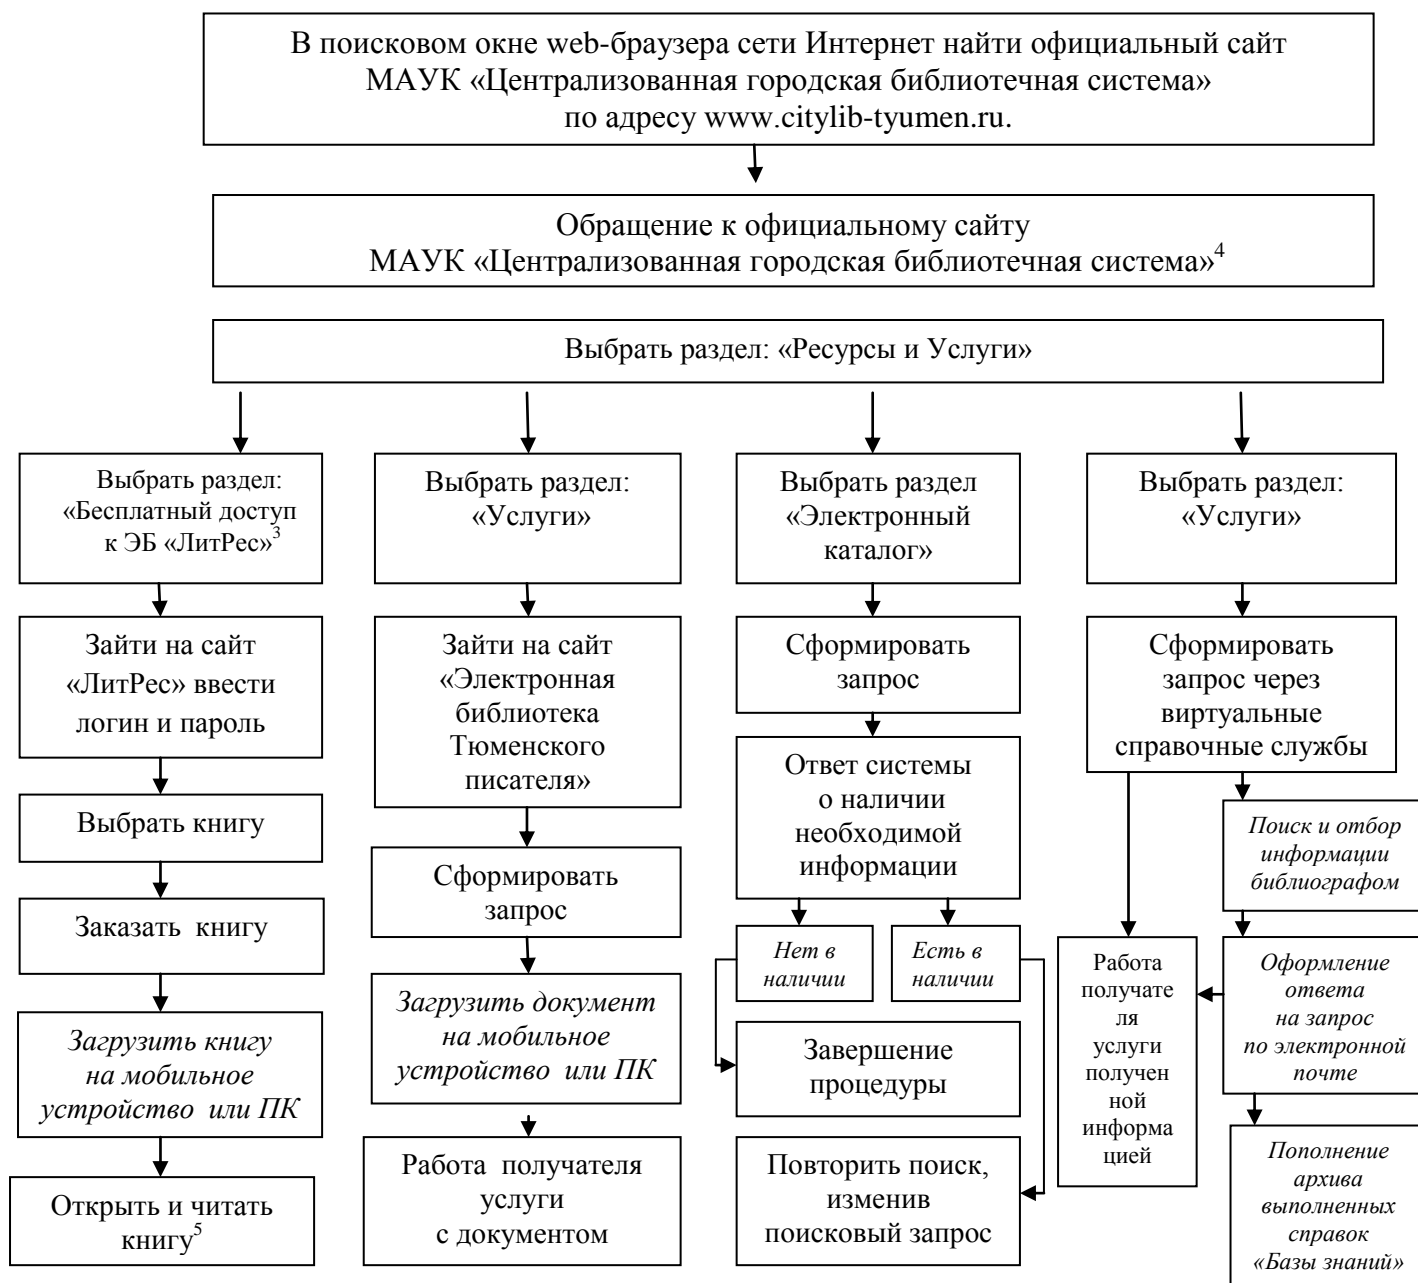 В поисковом окне web-браузера сети Интернет найти официальный сайт
МАУК «Централизованная городская библиотечная система»
по адресу www.citylib-tyumen.ru.
Обращение к официальному сайту
МАУК «Централизованная городская библиотечная система»4
Выбрать раздел: «Ресурсы и Услуги»
Выбрать раздел:
«Бесплатный доступ
к ЭБ «ЛитРес»3
Зайти на сайт
«ЛитРес» ввести
логин и пароль
Выбрать книгу
Заказать книгу
Загрузить книгу
на мобильное
устройство или ПК
Открыть и читать
книгу5
Выбрать раздел:
«Услуги»
Зайти на сайт
«Электронная
библиотека
Тюменского
писателя»
Сформировать
запрос
Загрузить документ
на мобильное
устройство или ПК
Работа получателя
услуги
с документом
Выбрать раздел
«Электронный
каталог»
Сформировать
запрос
Ответ системы
о наличии
необходимой
информации
Нет в
наличии
Есть в
наличии
Завершение
процедуры
Повторить поиск,
изменив
поисковый запрос
Выбрать раздел:
«Услуги»
Сформировать
запрос через
виртуальные
справочные службы
Поиск и отбор
информации
библиографом
Работа
получате
ля
услуги
получен
ной
информа
цией
Оформление
ответа
на запрос
по электронной
почте
Пополнение
архива
выполненных
справок
«Базы знаний»